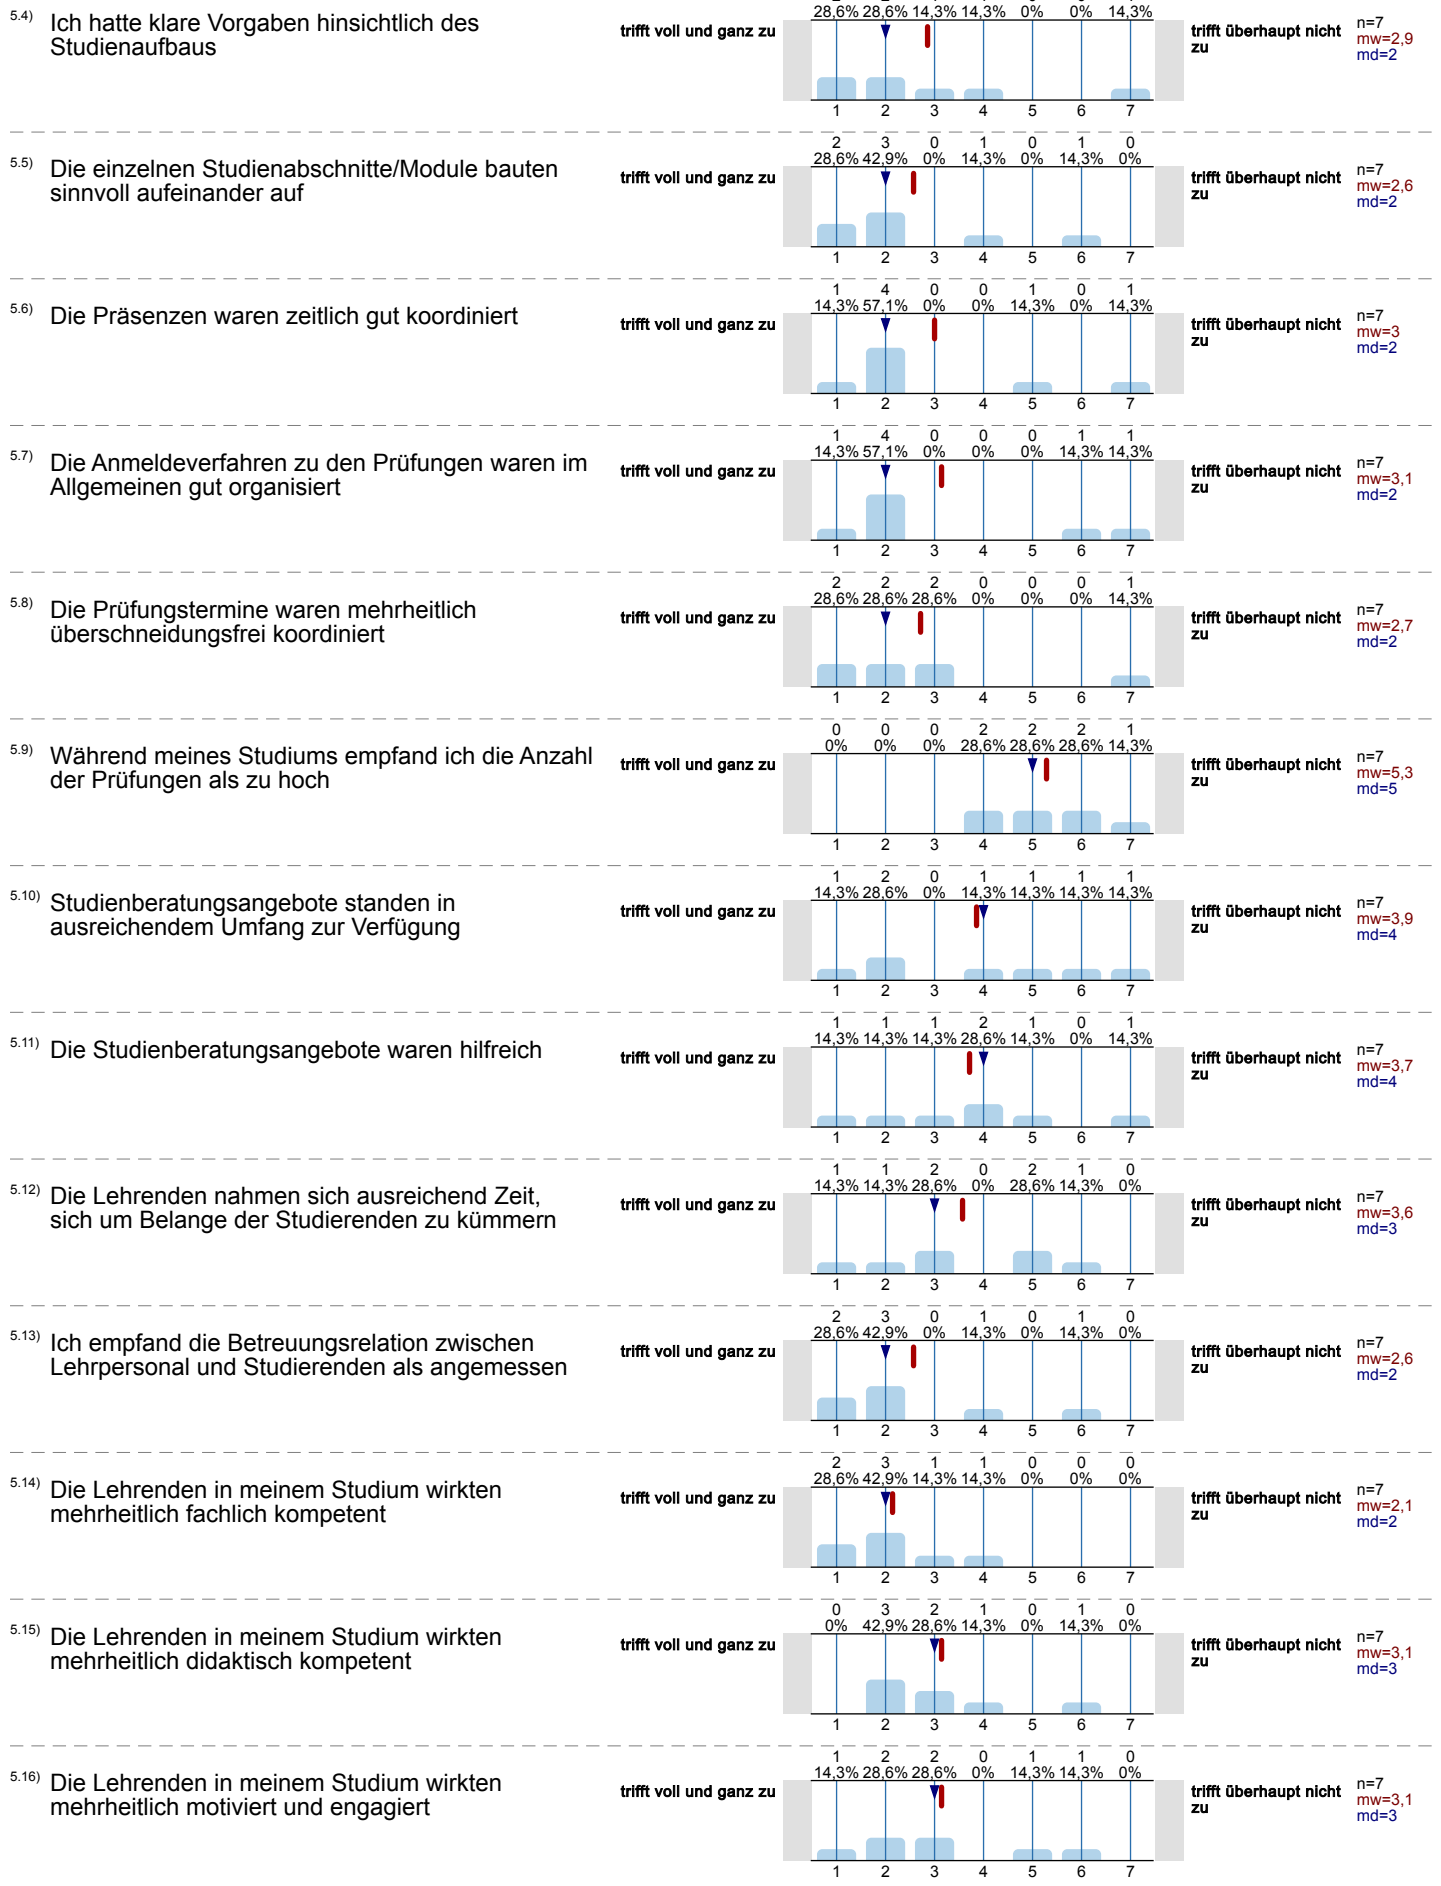 5.4) Ich hatte klare Vorgaben hinsichtlich des
Studienaufbaus
trifft voll und ganz zu
28,6% 28,6% 14,3% 14,3% 0% 0% 14,3%
1 2 3 4 5 6 7
trifft überhaupt nicht
zu
n=7
mw=2,9
md=2
5.5) Die einzelnen Studienabschnitte/Module bauten
sinnvoll aufeinander auf
trifft voll und ganz zu
2 3 0 1 0 1 0
28,6% 42,9% 0% 14,3% 0% 14,3% 0%
1 2 3 4 5 6 7
trifft überhaupt nicht
zu
n=7
mw=2,6
md=2
5.6) Die Präsenzen waren zeitlich gut koordiniert
trifft voll und ganz zu
1 4 0 0 1 0 1
14,3% 57,1% 0% 0% 14,3% 0% 14,3%
1 2 3 4 5 6 7
trifft überhaupt nicht
zu
n=7
mw=3
md=2
5.7) Die Anmeldeverfahren zu den Prüfungen waren im
Allgemeinen gut organisiert
trifft voll und ganz zu
1 4 0 0 0 1 1
14,3% 57,1% 0% 0% 0% 14,3% 14,3%
1 2 3 4 5 6 7
trifft überhaupt nicht
zu
n=7
mw=3,1
md=2
5.8) Die Prüfungstermine waren mehrheitlich
überschneidungsfrei koordiniert
trifft voll und ganz zu
2 2 2 0 0 0 1
28,6% 28,6% 28,6% 0% 0% 0% 14,3%
1 2 3 4 5 6 7
trifft überhaupt nicht
zu
n=7
mw=2,7
md=2
5.9) Während meines Studiums empfand ich die Anzahl
der Prüfungen als zu hoch
trifft voll und ganz zu
0 0 0 2 2 2 1
0% 0% 0% 28,6% 28,6% 28,6% 14,3%
1 2 3 4 5 6 7
trifft überhaupt nicht
zu
n=7
mw=5,3
md=5
5.10) Studienberatungsangebote standen in
ausreichendem Umfang zur Verfügung
trifft voll und ganz zu
1 2 0 1 1 1 1
14,3% 28,6% 0% 14,3% 14,3% 14,3% 14,3%
1 2 3 4 5 6 7
trifft überhaupt nicht
zu
n=7
mw=3,9
md=4
5.11) Die Studienberatungsangebote waren hilfreich
trifft voll und ganz zu
1 1 1 2 1 0 1
14,3% 14,3% 14,3% 28,6% 14,3% 0% 14,3%
1 2 3 4 5 6 7
trifft überhaupt nicht
zu
n=7
mw=3,7
md=4
5.12) Die Lehrenden nahmen sich ausreichend Zeit,
sich um Belange der Studierenden zu kümmern
trifft voll und ganz zu
1 1 2 0 2 1 0
14,3% 14,3% 28,6% 0% 28,6% 14,3% 0%
1 2 3 4 5 6 7
trifft überhaupt nicht
zu
n=7
mw=3,6
md=3
5.13) Ich empfand die Betreuungsrelation zwischen
Lehrpersonal und Studierenden als angemessen
trifft voll und ganz zu
2 3 0 1 0 1 0
28,6% 42,9% 0% 14,3% 0% 14,3% 0%
1 2 3 4 5 6 7
trifft überhaupt nicht
zu
n=7
mw=2,6
md=2
5.14) Die Lehrenden in meinem Studium wirkten
mehrheitlich fachlich kompetent
trifft voll und ganz zu
2 3 1 1 0 0 0
28,6% 42,9% 14,3% 14,3% 0% 0% 0%
1 2 3 4 5 6 7
trifft überhaupt nicht
zu
n=7
mw=2,1
md=2
5.15) Die Lehrenden in meinem Studium wirkten
mehrheitlich didaktisch kompetent
trifft voll und ganz zu
0 3 2 1 0 1 0
0% 42,9% 28,6% 14,3% 0% 14,3% 0%
1 2 3 4 5 6 7
trifft überhaupt nicht
zu
n=7
mw=3,1
md=3
5.16) Die Lehrenden in meinem Studium wirkten
mehrheitlich motiviert und engagiert
trifft voll und ganz zu
1 2 2 0 1 1 0
14,3% 28,6% 28,6% 0% 14,3% 14,3% 0%
1 2 3 4 5 6 7
trifft überhaupt nicht
zu
n=7
mw=3,1
md=3